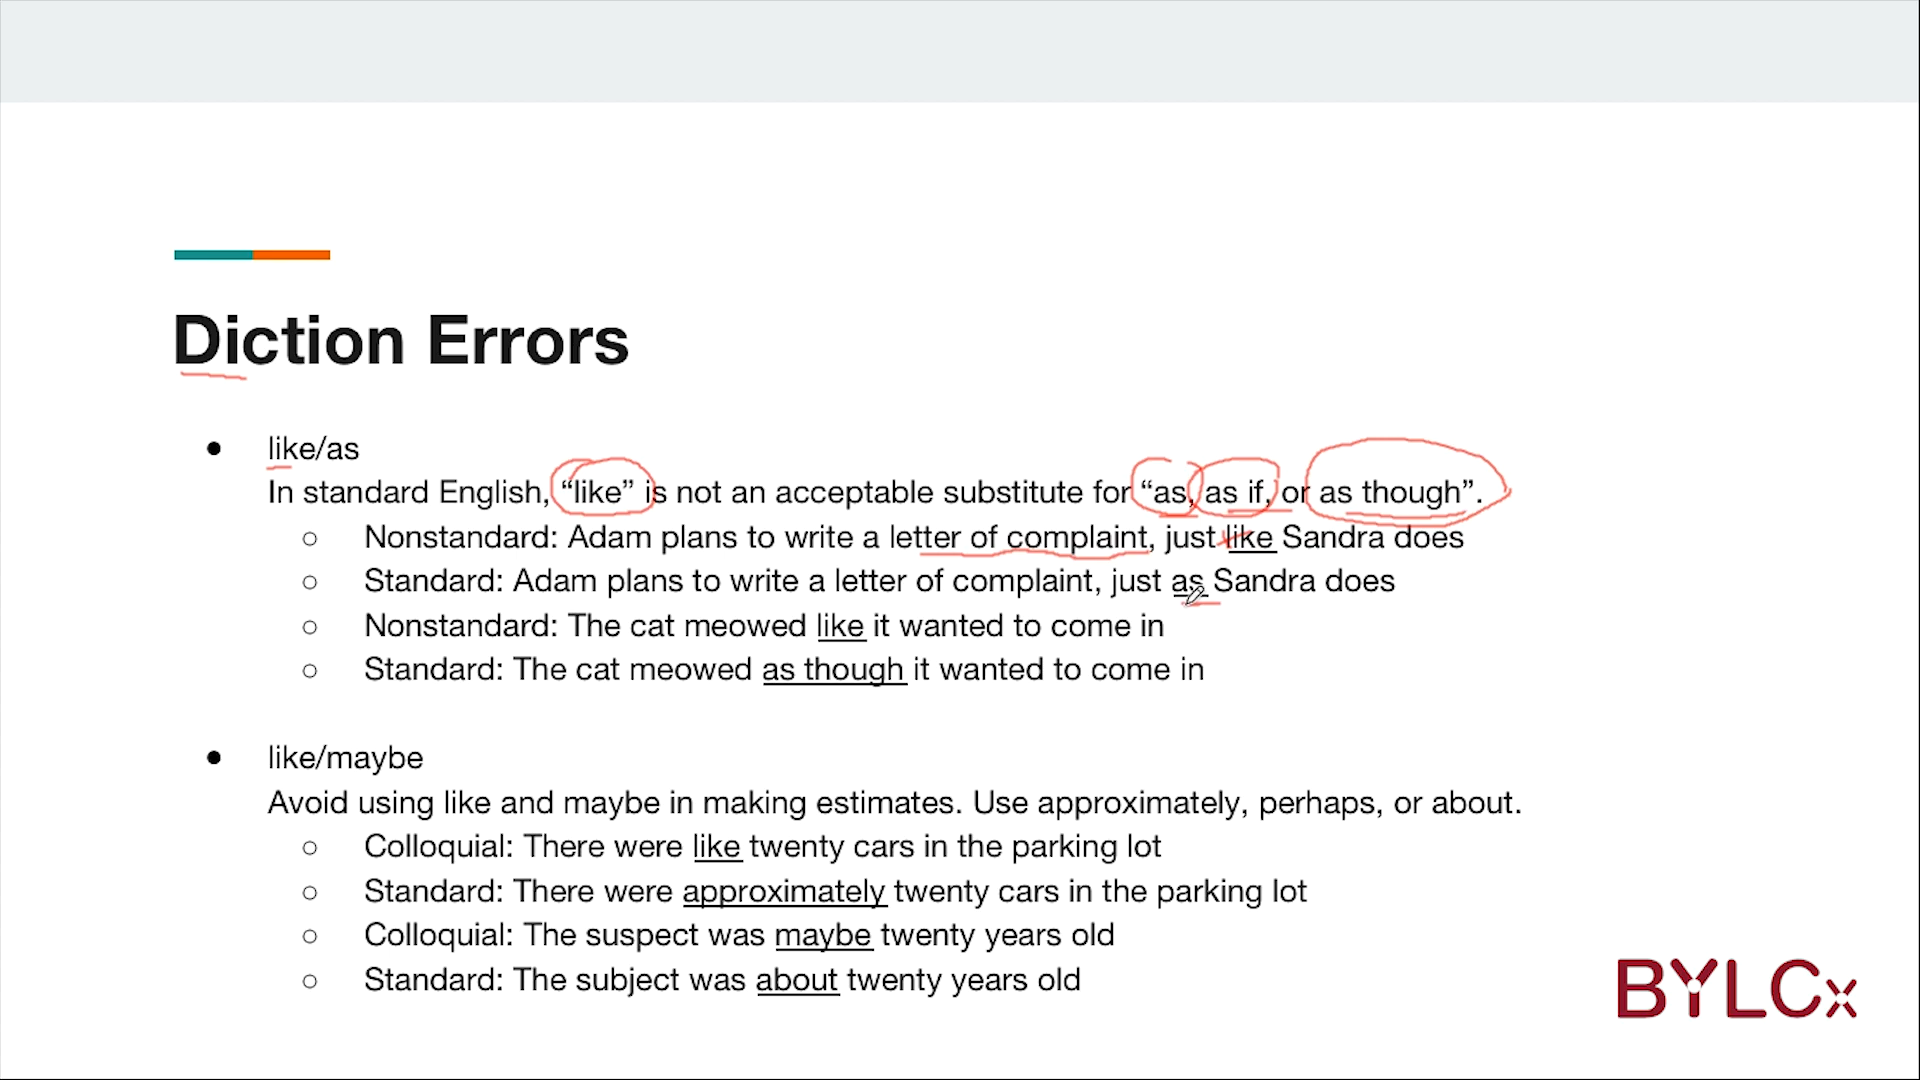 Diction Errors
● like/as
In standard English, “like” is not an acceptable substitute for “as, as if, or as though”.
○ Nonstandard: Adam plans to write a letter of complaint, just like Sandra does
○ Standard: Adam plans to write a letter of complaint, just as Sandra does
○ Nonstandard: The cat meowed like it wanted to come in
○ Standard: The cat meowed as though it wanted to come in
● like/maybe
Avoid using like and maybe in making estimates. Use approximately, perhaps, or about.
○ Colloquial: There were like twenty cars in the parking lot
○ Standard: There were approximately twenty cars in the parking lot
○ Colloquial: The suspect was maybe twenty years old
○ Standard: The subject was about twenty years old
BYLCx